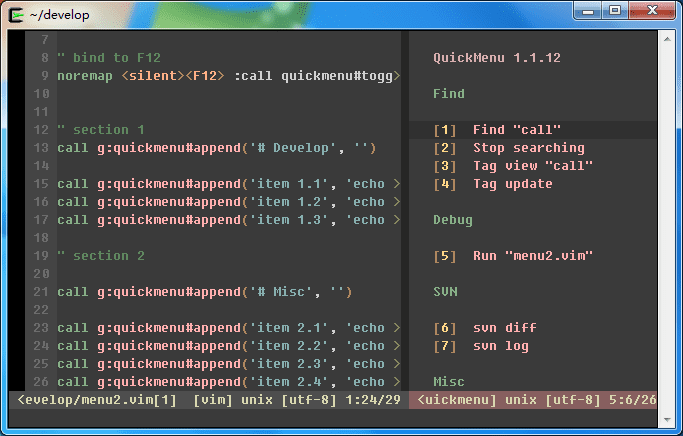 ~/develop
7
8 " bind to F12
9 noremap <silent><F12> :call quickmenu#togg>
10
11
12 " section 1
13 call g:quickmenu#append('# Develop', '')
14
15 call g:quickmenu#append('item 1.1', 'echo >
16 call g:quickmenu#append('item 1.2', 'echo >
17 call g:quickmenu#append('item 1.3', 'echo >
18
19 " section 2
20
21 call g:quickmenu#append('# Misc', '')
22
23 call g:quickmenu#append('item 2.1', 'echo >
24 call g:quickmenu#append('item 2.2', 'echo >
25 call g:quickmenu#append('item 2.3', 'echo >
26 call g:quickmenu#append('item 2.4', 'echo >
<evelop/menu2.vim[1] [vim] unix [utf-8] 1:24/29
QuickMenu 1.1.12
Find
[1] Find "call"
[2] Stop searching
[3] Tag view "call"
[4] Tag update
Debug
[5] Run "menu2.vim"
SVN
[6] svn diff
[7] svn log
Misc
<uickmenu] unix [utf-8] 5:6/26